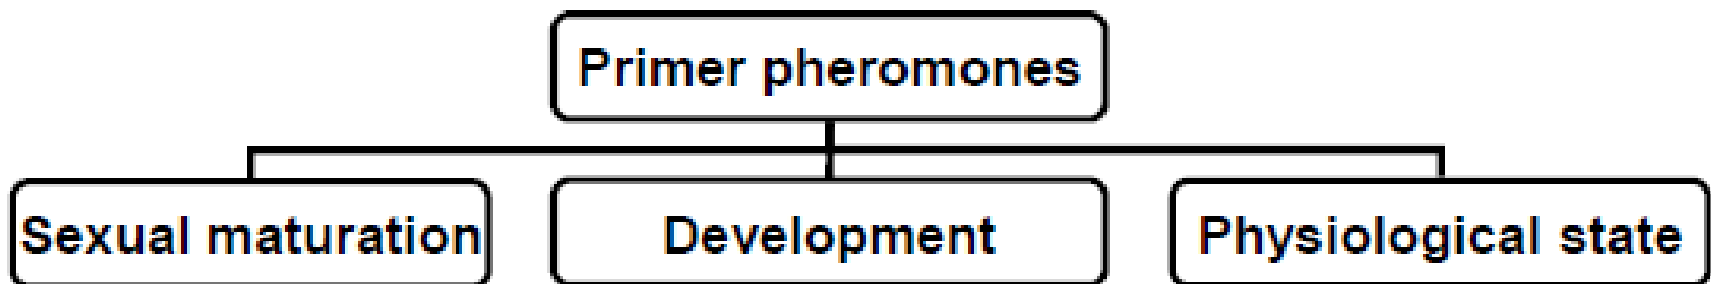 Primer pheromones
Sexual maturation
Development
Physiological state